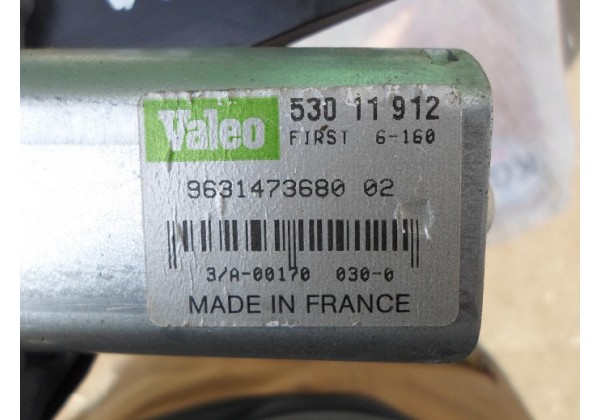 Valeo
530 11 912
FIRST 6-160
9631473680 02
3/A-00170 030-0
MADE IN FRANCE